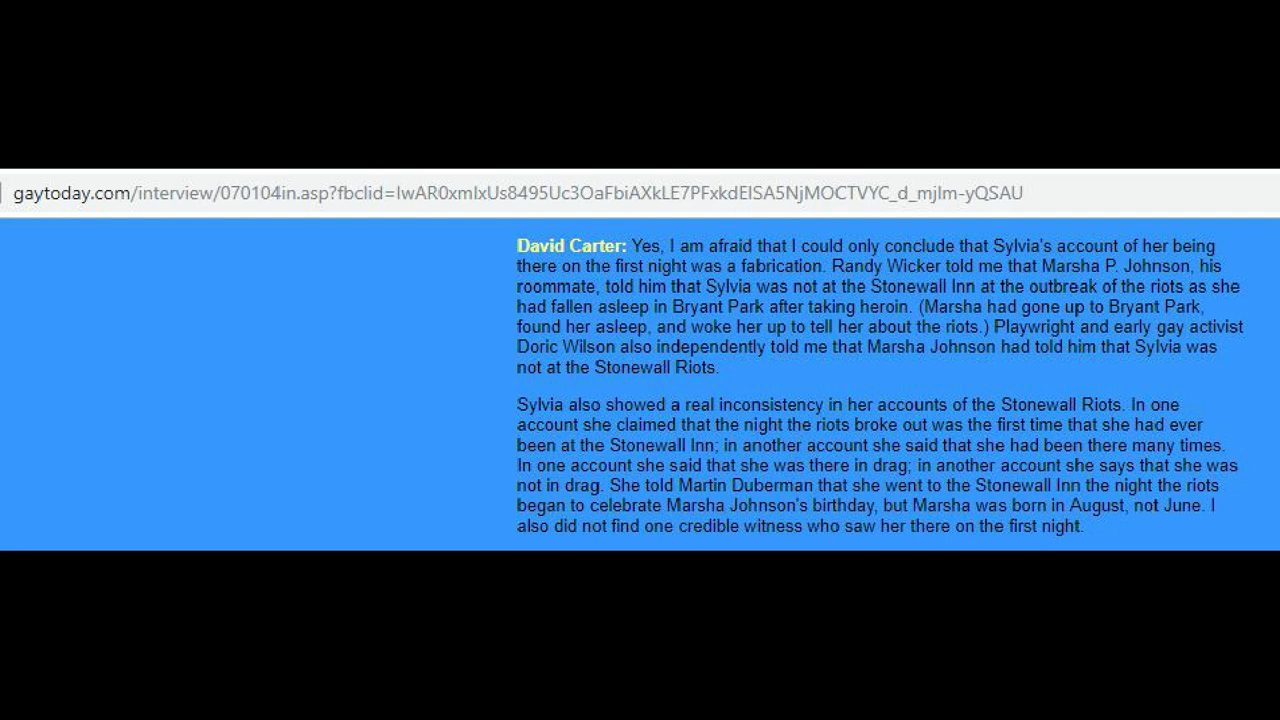 gaytoday.com/interview/070104in.asp?fbclid=IwAR0xmIxUs8495Uc3OaFbiAXkLE7PFxkdEISA5NjMOCTVYC_d_mjIm-yQSAU
David Carter: Yes, I am afraid that I could only conclude that Sylvia's account of her being
there on the first night was a fabrication. Randy Wicker told me that Marsha P. Johnson, his
roommate, told him that Sylvia was not at the Stonewall Inn at the outbreak of the riots as she
had fallen asleep in Bryant Park after taking heroin. (Marsha had gone up to Bryant Park,
found her asleep, and woke her up to tell her about the riots.) Playwright and early gay activist
Doric Wilson also independently told me that Marsha Johnson had told him that Sylvia was
not at the Stonewall Riots.
Sylvia also showed a real inconsistency in her accounts of the Stonewall Riots. In one
account she claimed that the night the riots broke out was the first time that she had ever
been at the Stonewall Inn; in another account she said that she had been there many times.
In one account she said that she was there in drag; in another account she says that she was
not in drag. She told Martin Duberman that she went to the Stonewall Inn the night the riots
began to celebrate Marsha Johnson's birthday, but Marsha was born in August, not June. I
also did not find one credible witness who saw her there on the first night.